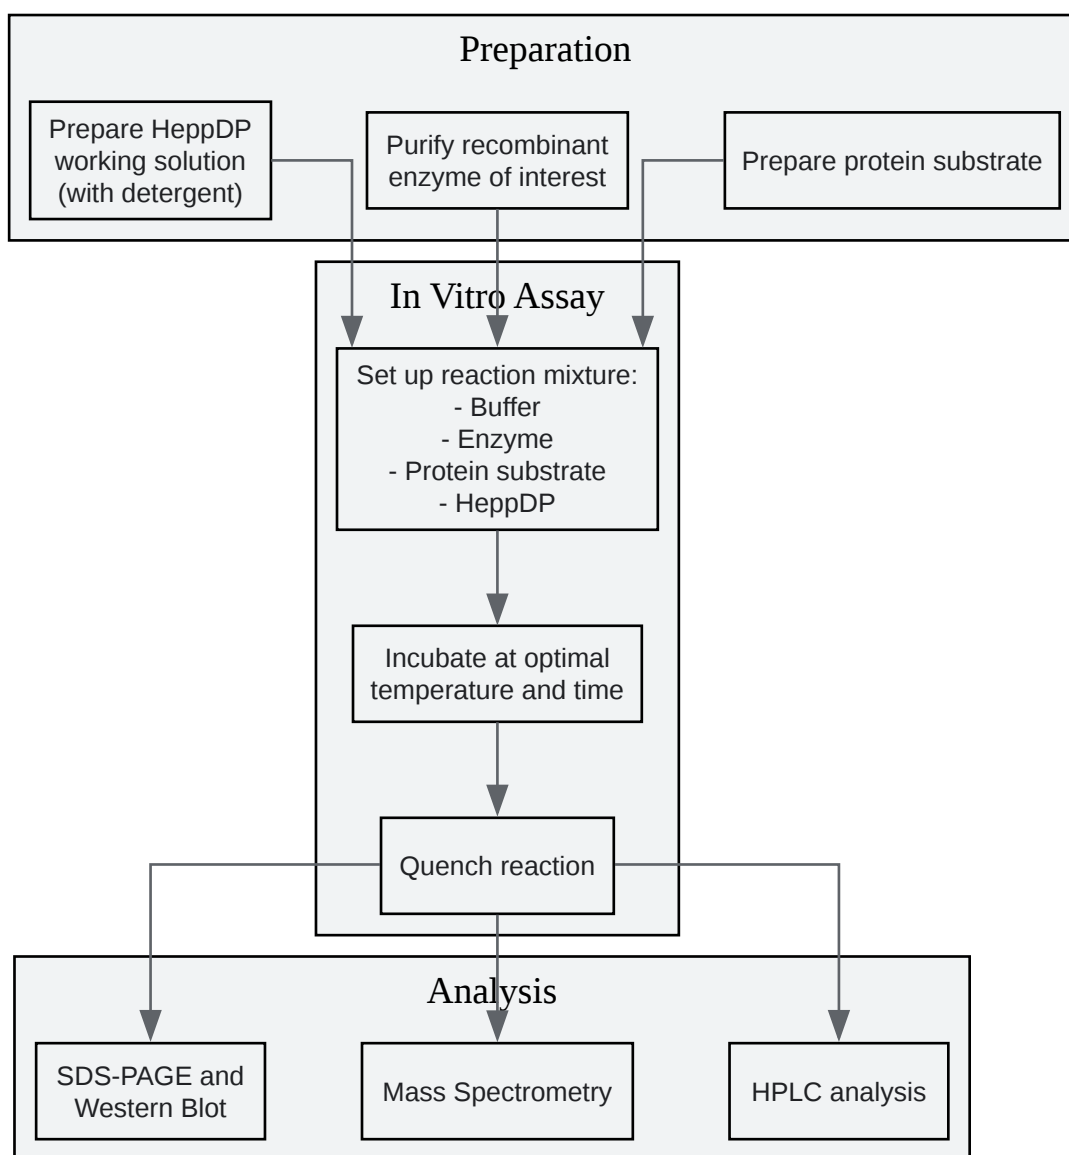 Preparation
Prepare HeppDP
working solution
(with detergent)
Purify recombinant
enzyme of interest
Prepare protein substrate
In Vitro Assay
Set up reaction mixture:
- Buffer
- Enzyme
- Protein substrate
- HeppDP
Incubate at optimal
temperature and time
Quench reaction
Analysis
SDS-PAGE and
Western Blot
Mass Spectrometry
HPLC analysis